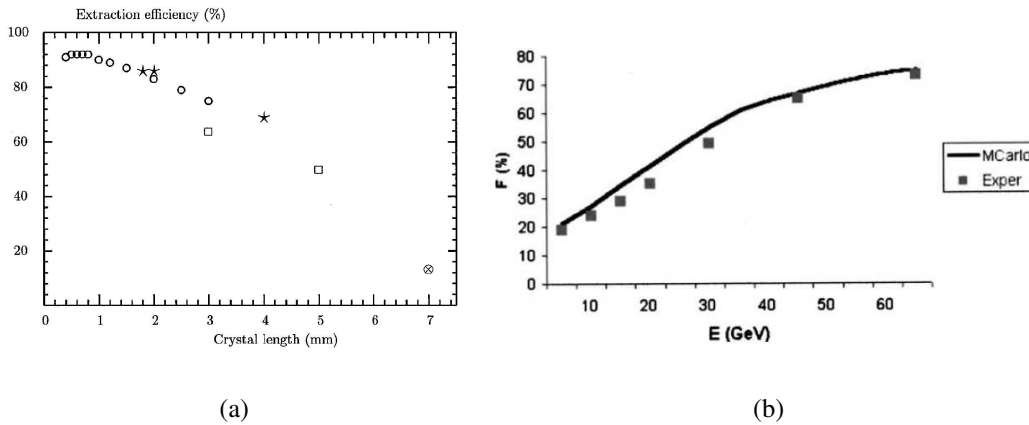 Extraction efficiency (%)
100
80
60
40
20
0 1 2 3 4 5 6 7
Crystal length (mm)
(a)
80
70
60
50
40
30
20
10
0
F (%)
10 20 30 40 50 60
E (GeV)
MCarlo
Exper
(b)